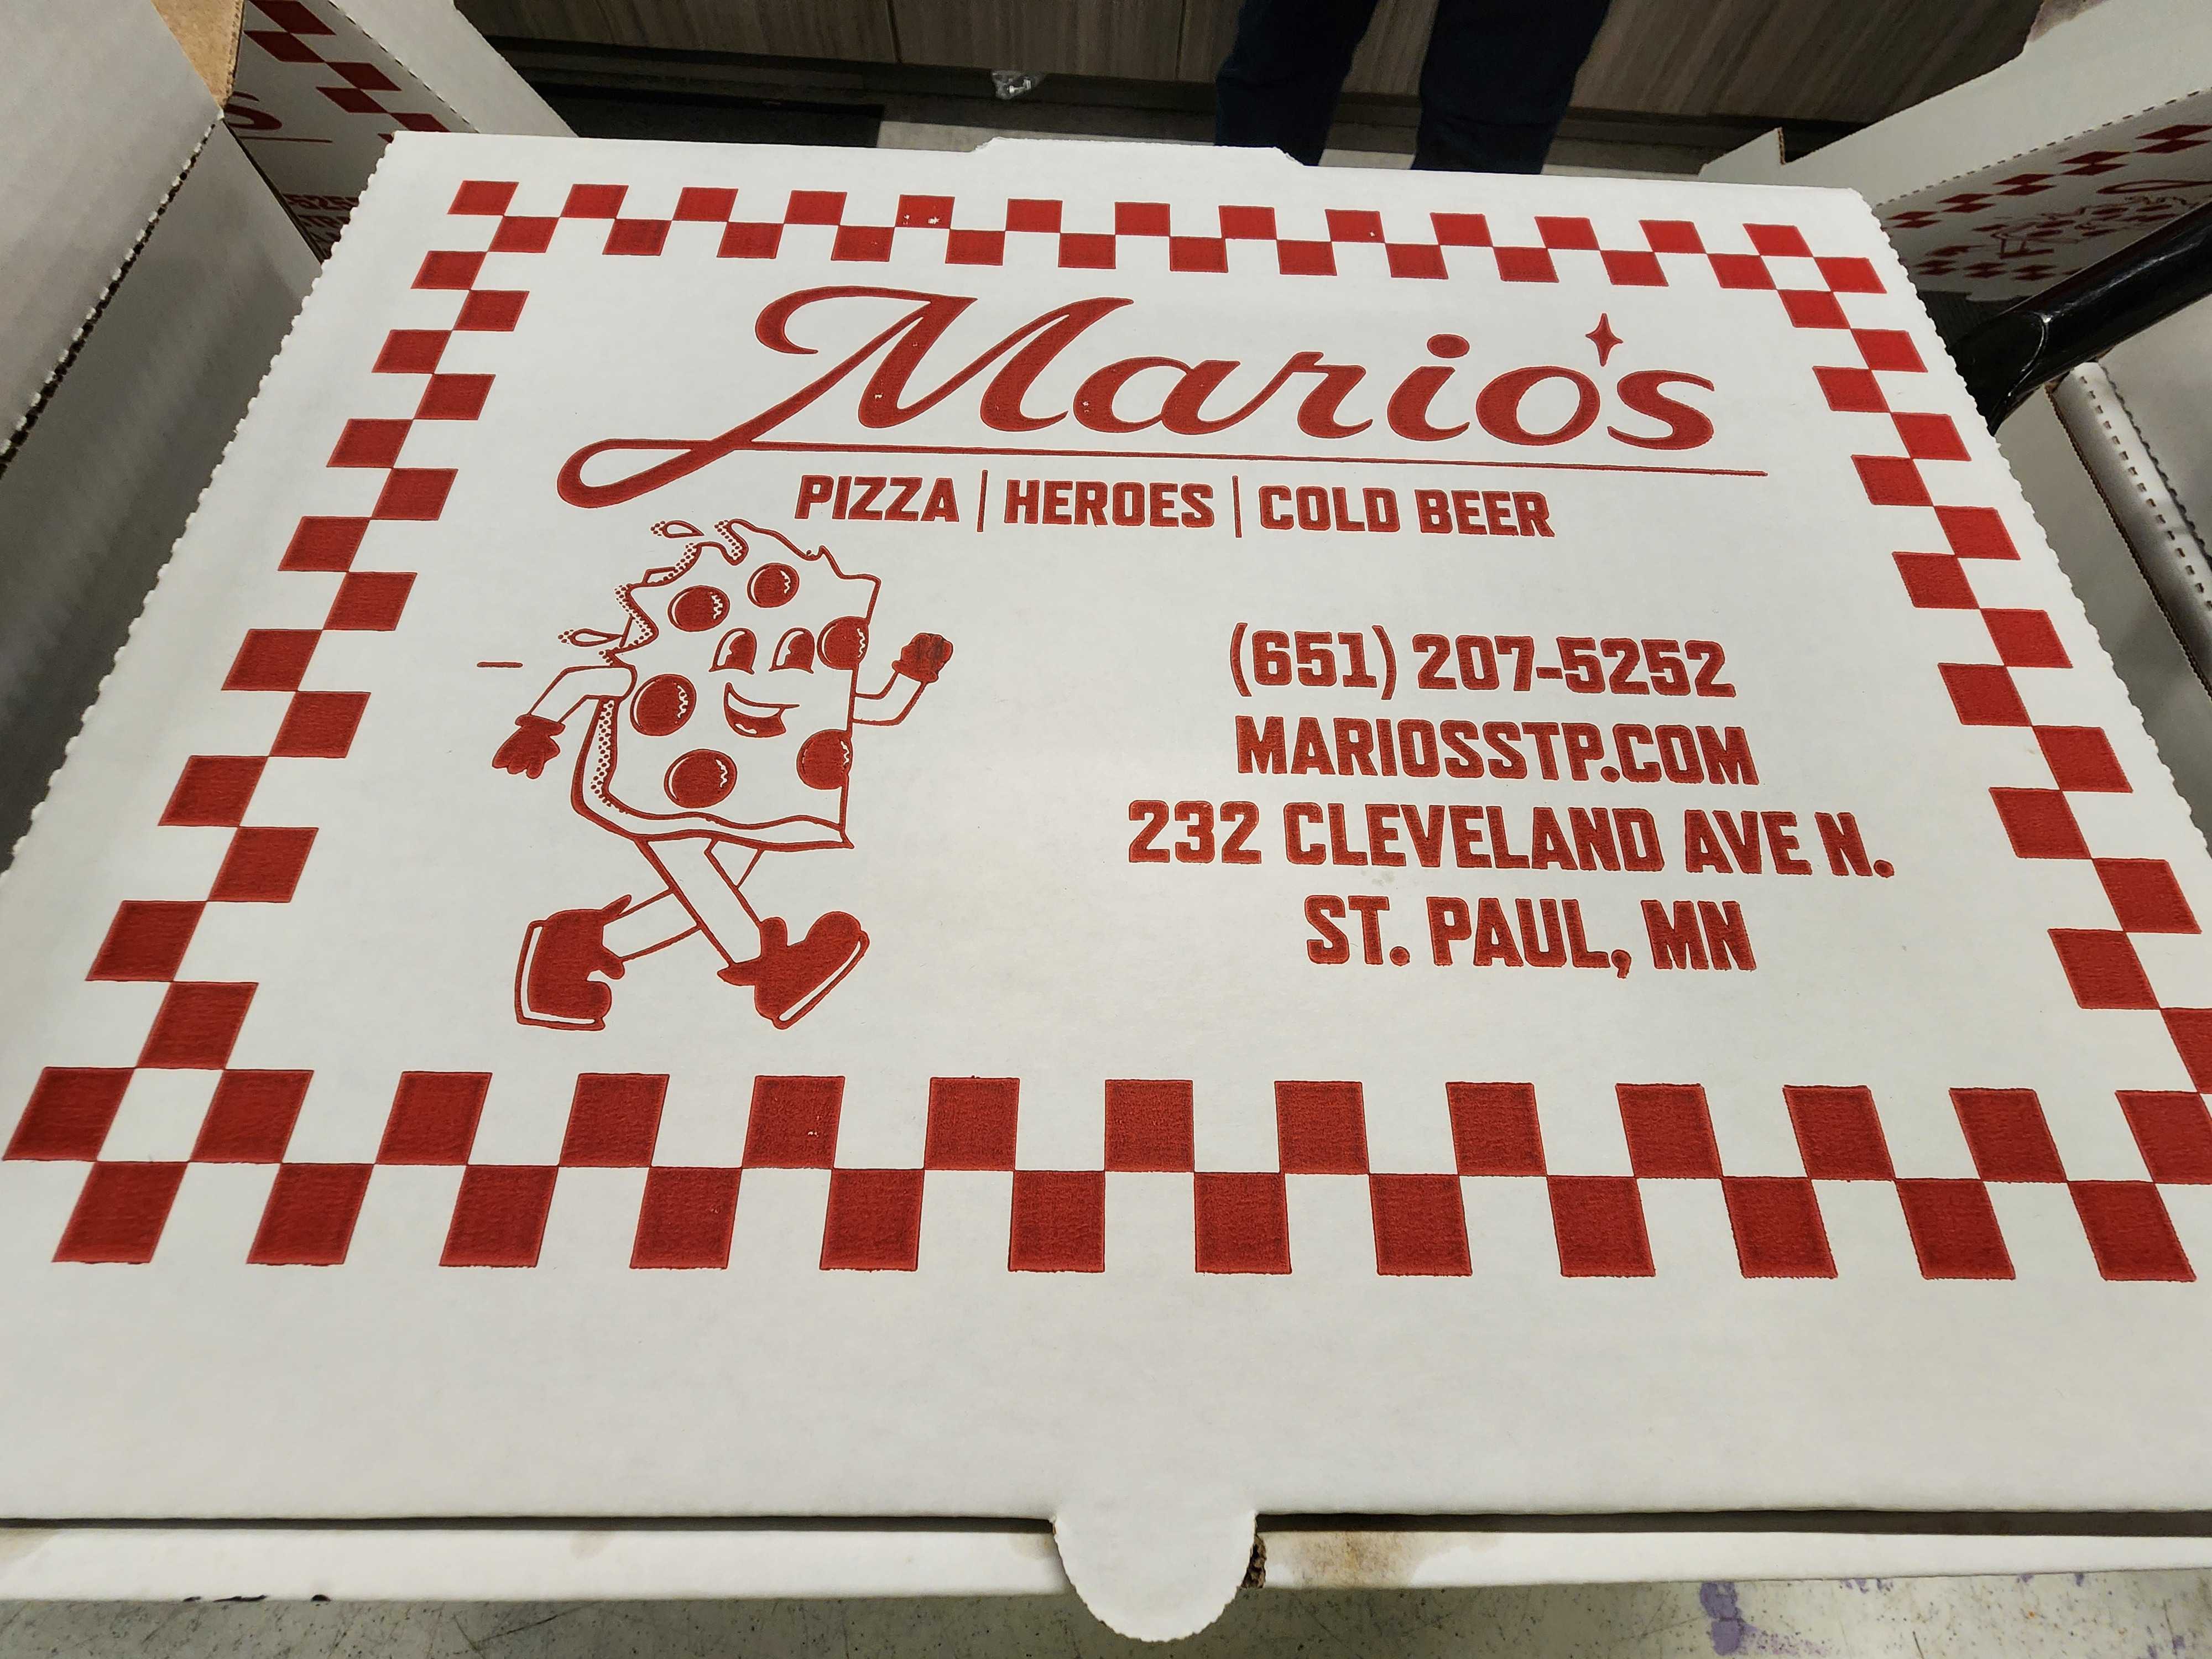 Mario's
PIZZA | HEROES | COLD BEER
(651) 207-5252
MARIOSSTP.COM
232 CLEVELAND AVE N.
ST. PAUL, MN